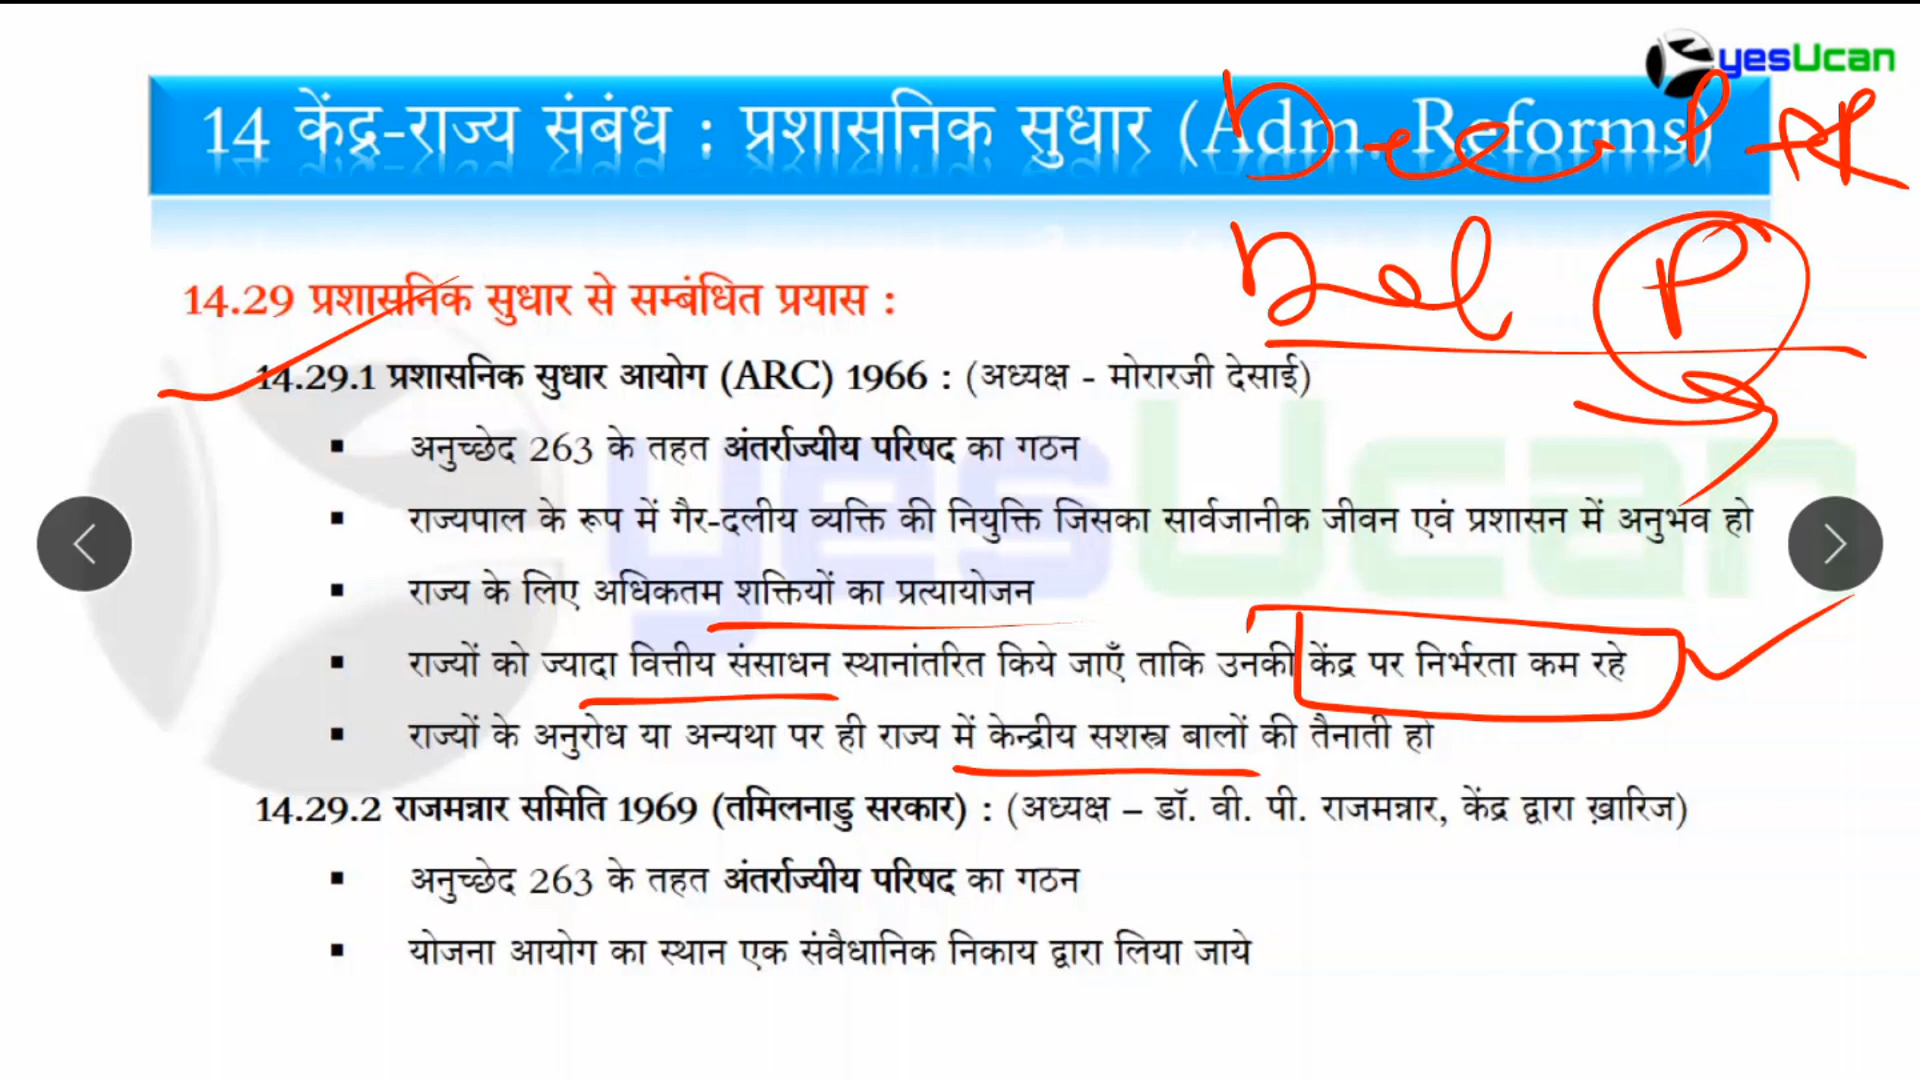 yesUcan
14 केंद्र-राज्य संबंध : प्रशासनिक सुधार (Adm. Reforms)
14.29 प्रशासनिक सुधार से सम्बंधित प्रयास :
14.29.1 प्रशासनिक सुधार आयोग (ARC) 1966 : (अध्यक्ष - मोरारजी देसाई)
▪ अनुच्छेद 263 के तहत अंतर्राज्यीय परिषद का गठन
▪ राज्यपाल के रूप में गैर-दलीय व्यक्ति की नियुक्ति जिसका सार्वजानीक जीवन एवं प्रशासन में अनुभव हो
▪ राज्य के लिए अधिकतम शक्तियों का प्रत्यायोजन
▪ राज्यों को ज्यादा वित्तीय संसाधन स्थानांतरित किये जाएँ ताकि उनकी केंद्र पर निर्भरता कम रहे
▪ राज्यों के अनुरोध या अन्यथा पर ही राज्य में केन्द्रीय सशस्त्र बालों की तैनाती हो
14.29.2 राजमन्नार समिति 1969 (तमिलनाडु सरकार) : (अध्यक्ष – डॉ. वी. पी. राजमन्नार, केंद्र द्वारा ख़ारिज)
▪ अनुच्छेद 263 के तहत अंतर्राज्यीय परिषद का गठन
▪ योजना आयोग का स्थान एक संवैधानिक निकाय द्वारा लिया जाये